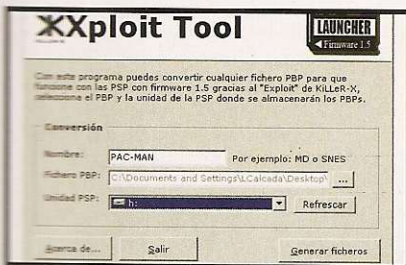 XXploit Tool
LAUNCHER
Firmware 1.5
Con este programa puedes convertir cualquier fichero PBP para que
funcione con las PSP con firmware 1.5 gracias al "Exploit" de KiLLeR-X,
selecciona el PBP y la unidad de la PSP donde se almacenarán los PBPs.
Conversión
Nombre: PAC-MAN Por ejemplo: MD o SNES
Fichero PBP: C:\Documents and Settings\LCalcada\Desktop\ ...
Unidad PSP: h: Refrescar
Acerca de... Salir Generar ficheros